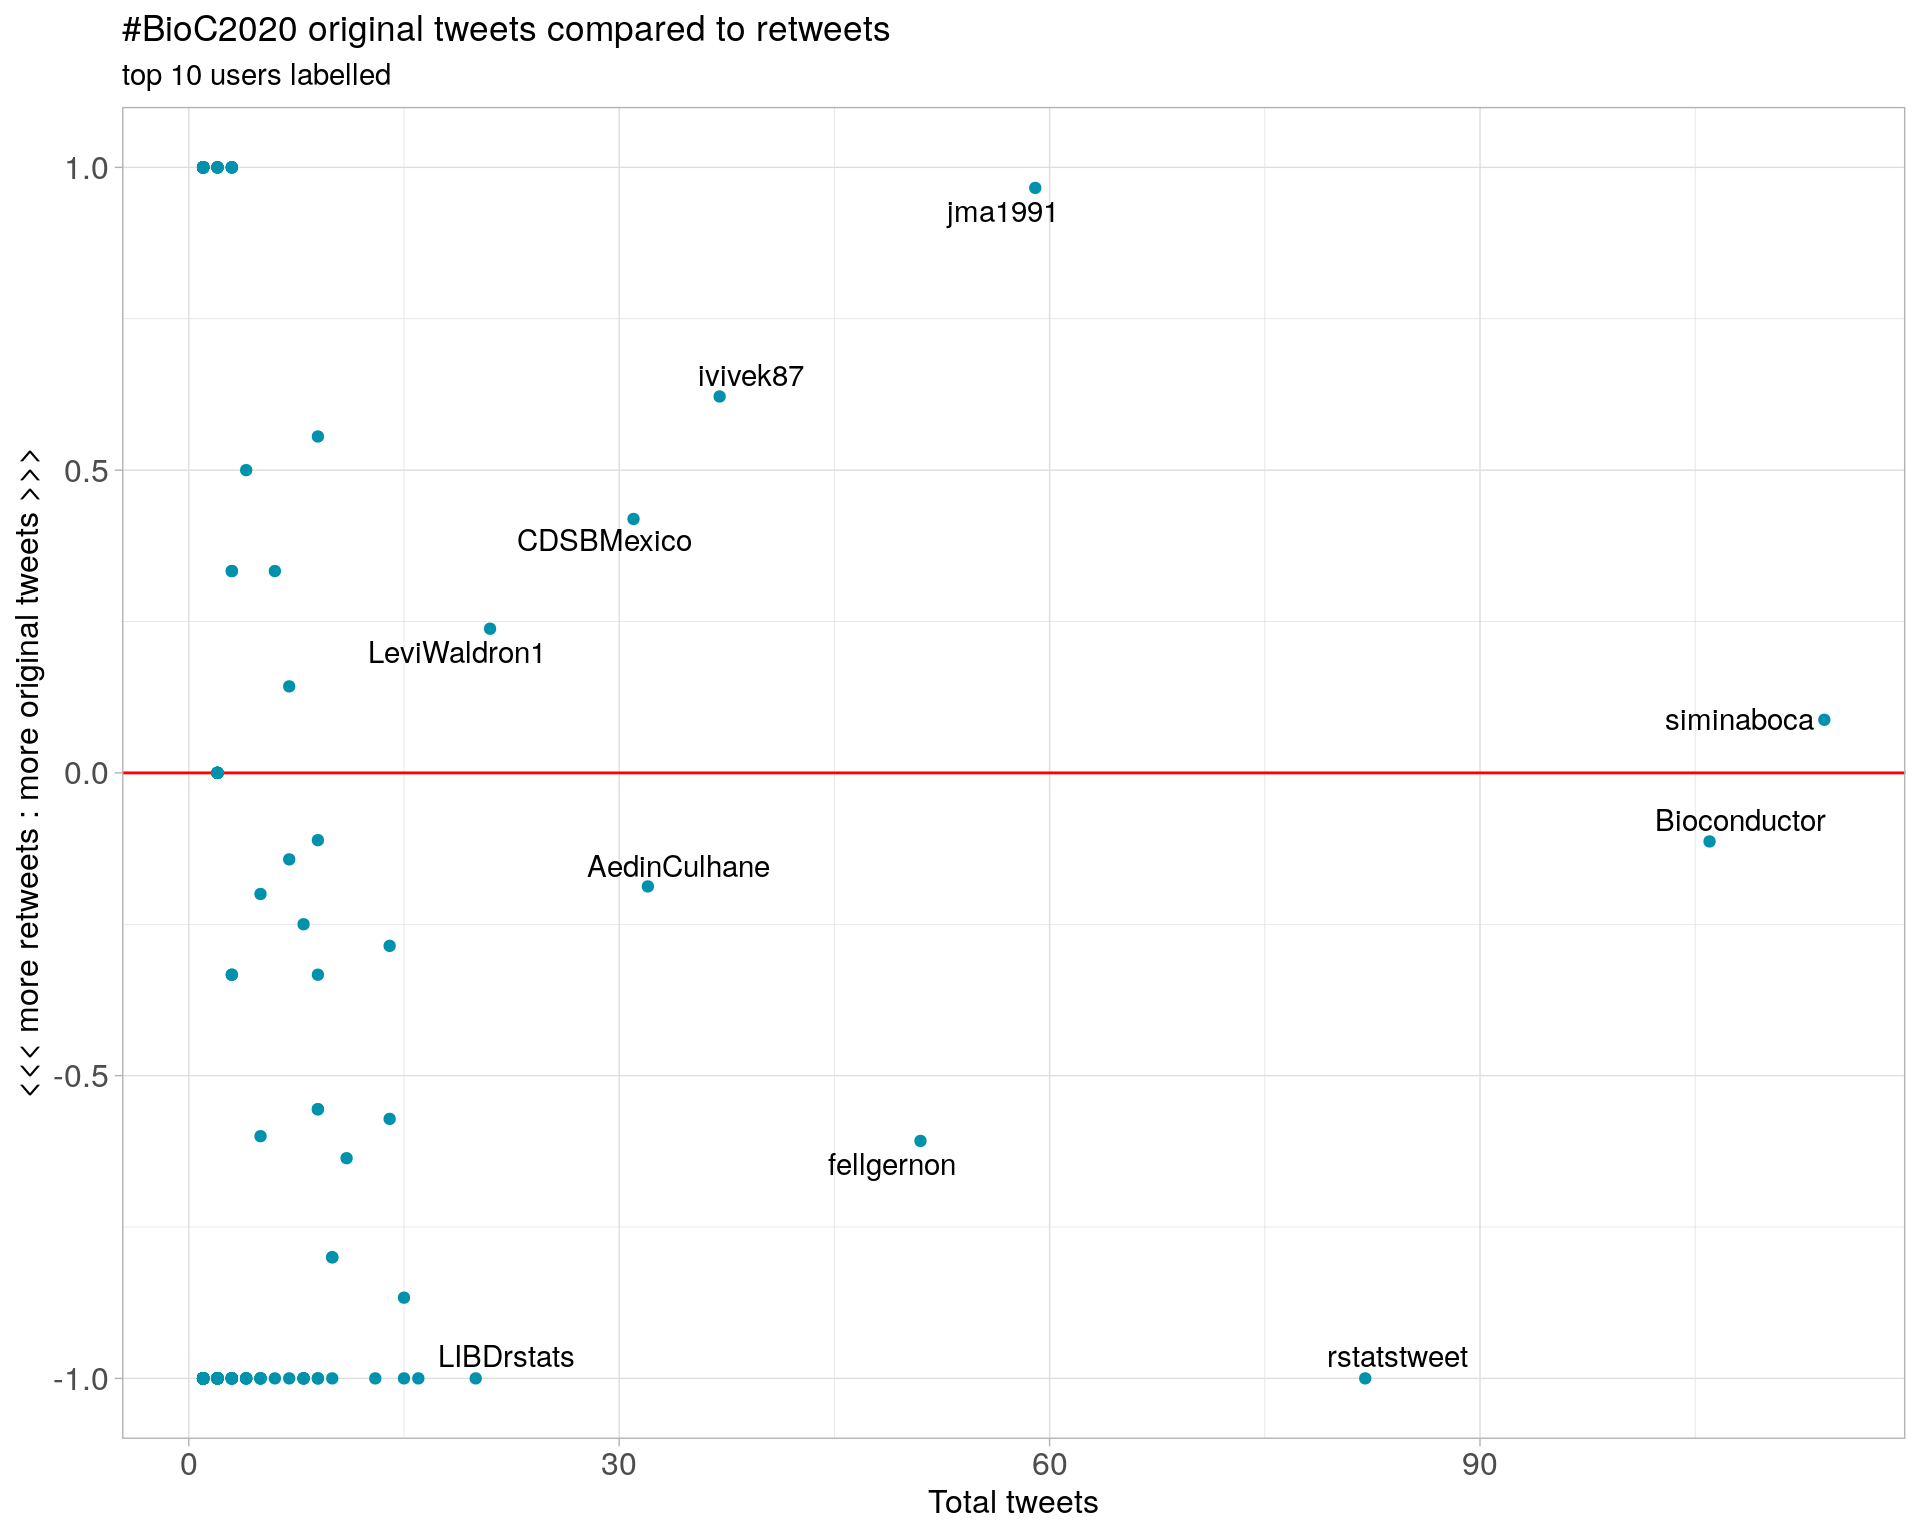 #BioC2020 original tweets compared to retweets
top 10 users labelled
<<< more retweets : more original tweets >>>
1.0
0.5
0.0
-0.5
-1.0
jma1991
ivivek87
CDSBMexico
LeviWaldron1
siminaboca
Bioconductor
AedinCulhane
fellgernon
LIBDrstats
rstatstweet
0
30
60
90
Total tweets